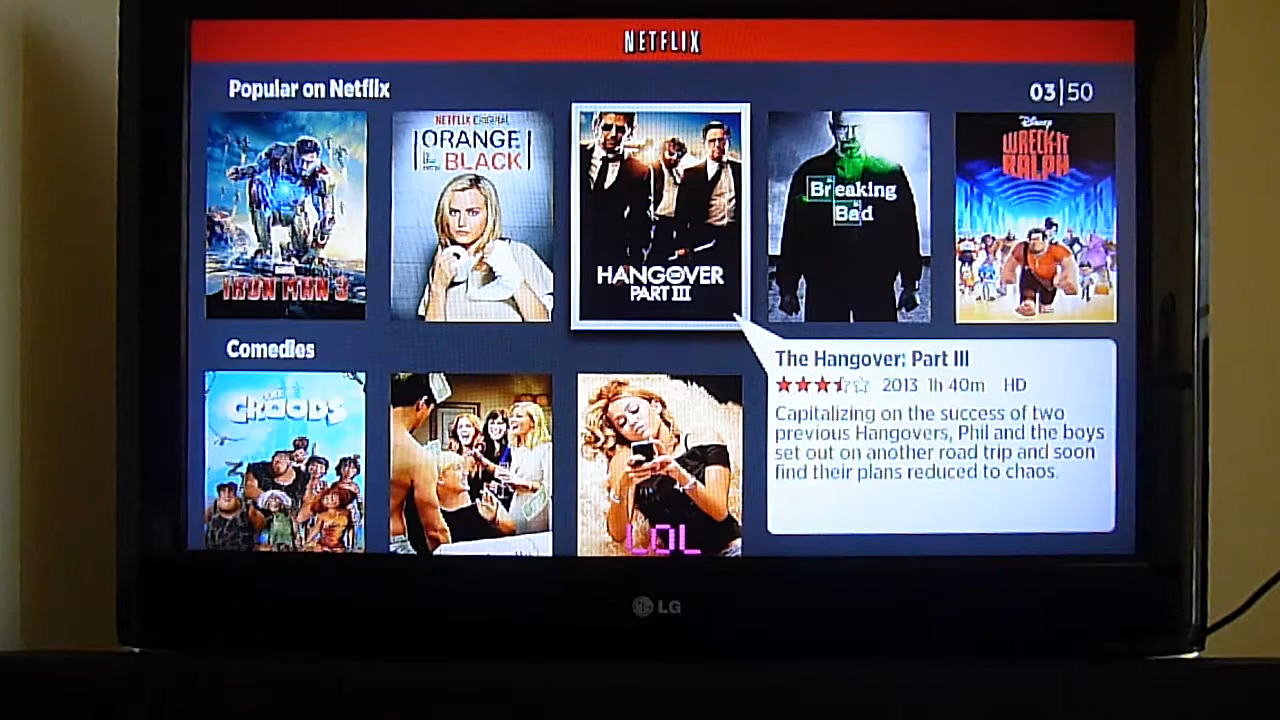 NETFLIX
Popular on Netflix
03|50
NETFLIX ORIGINAL
ORANGE
BLACK
IRON MAN 3
HANGOVER
PART III
Breaking
Bad
Disney
WRECK-IT
RALPH
Comedies
The Hangover: Part III
2013 1h 40m HD
Capitalizing on the success of two
previous Hangovers, Phil and the boys
set out on another road trip and soon
find their plans reduced to chaos.
THE
CROODS
LOL
LG